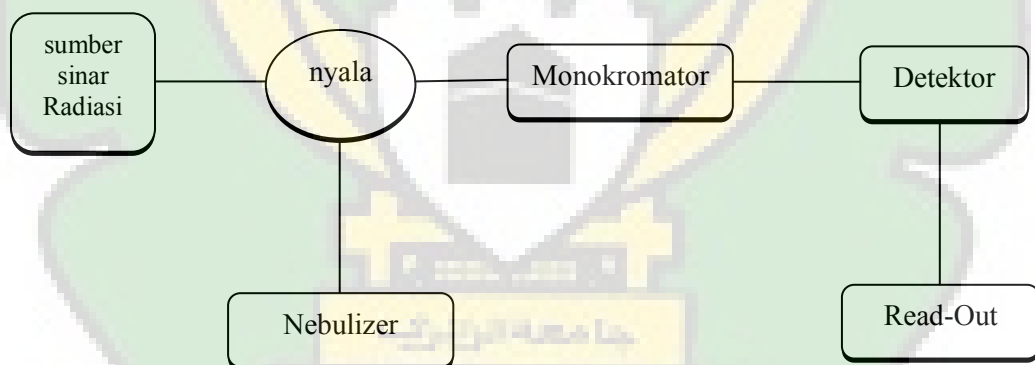 sumber
sinar
Radiasi
nyala
Monokromator
Detektor
Nebulizer
Read-Out